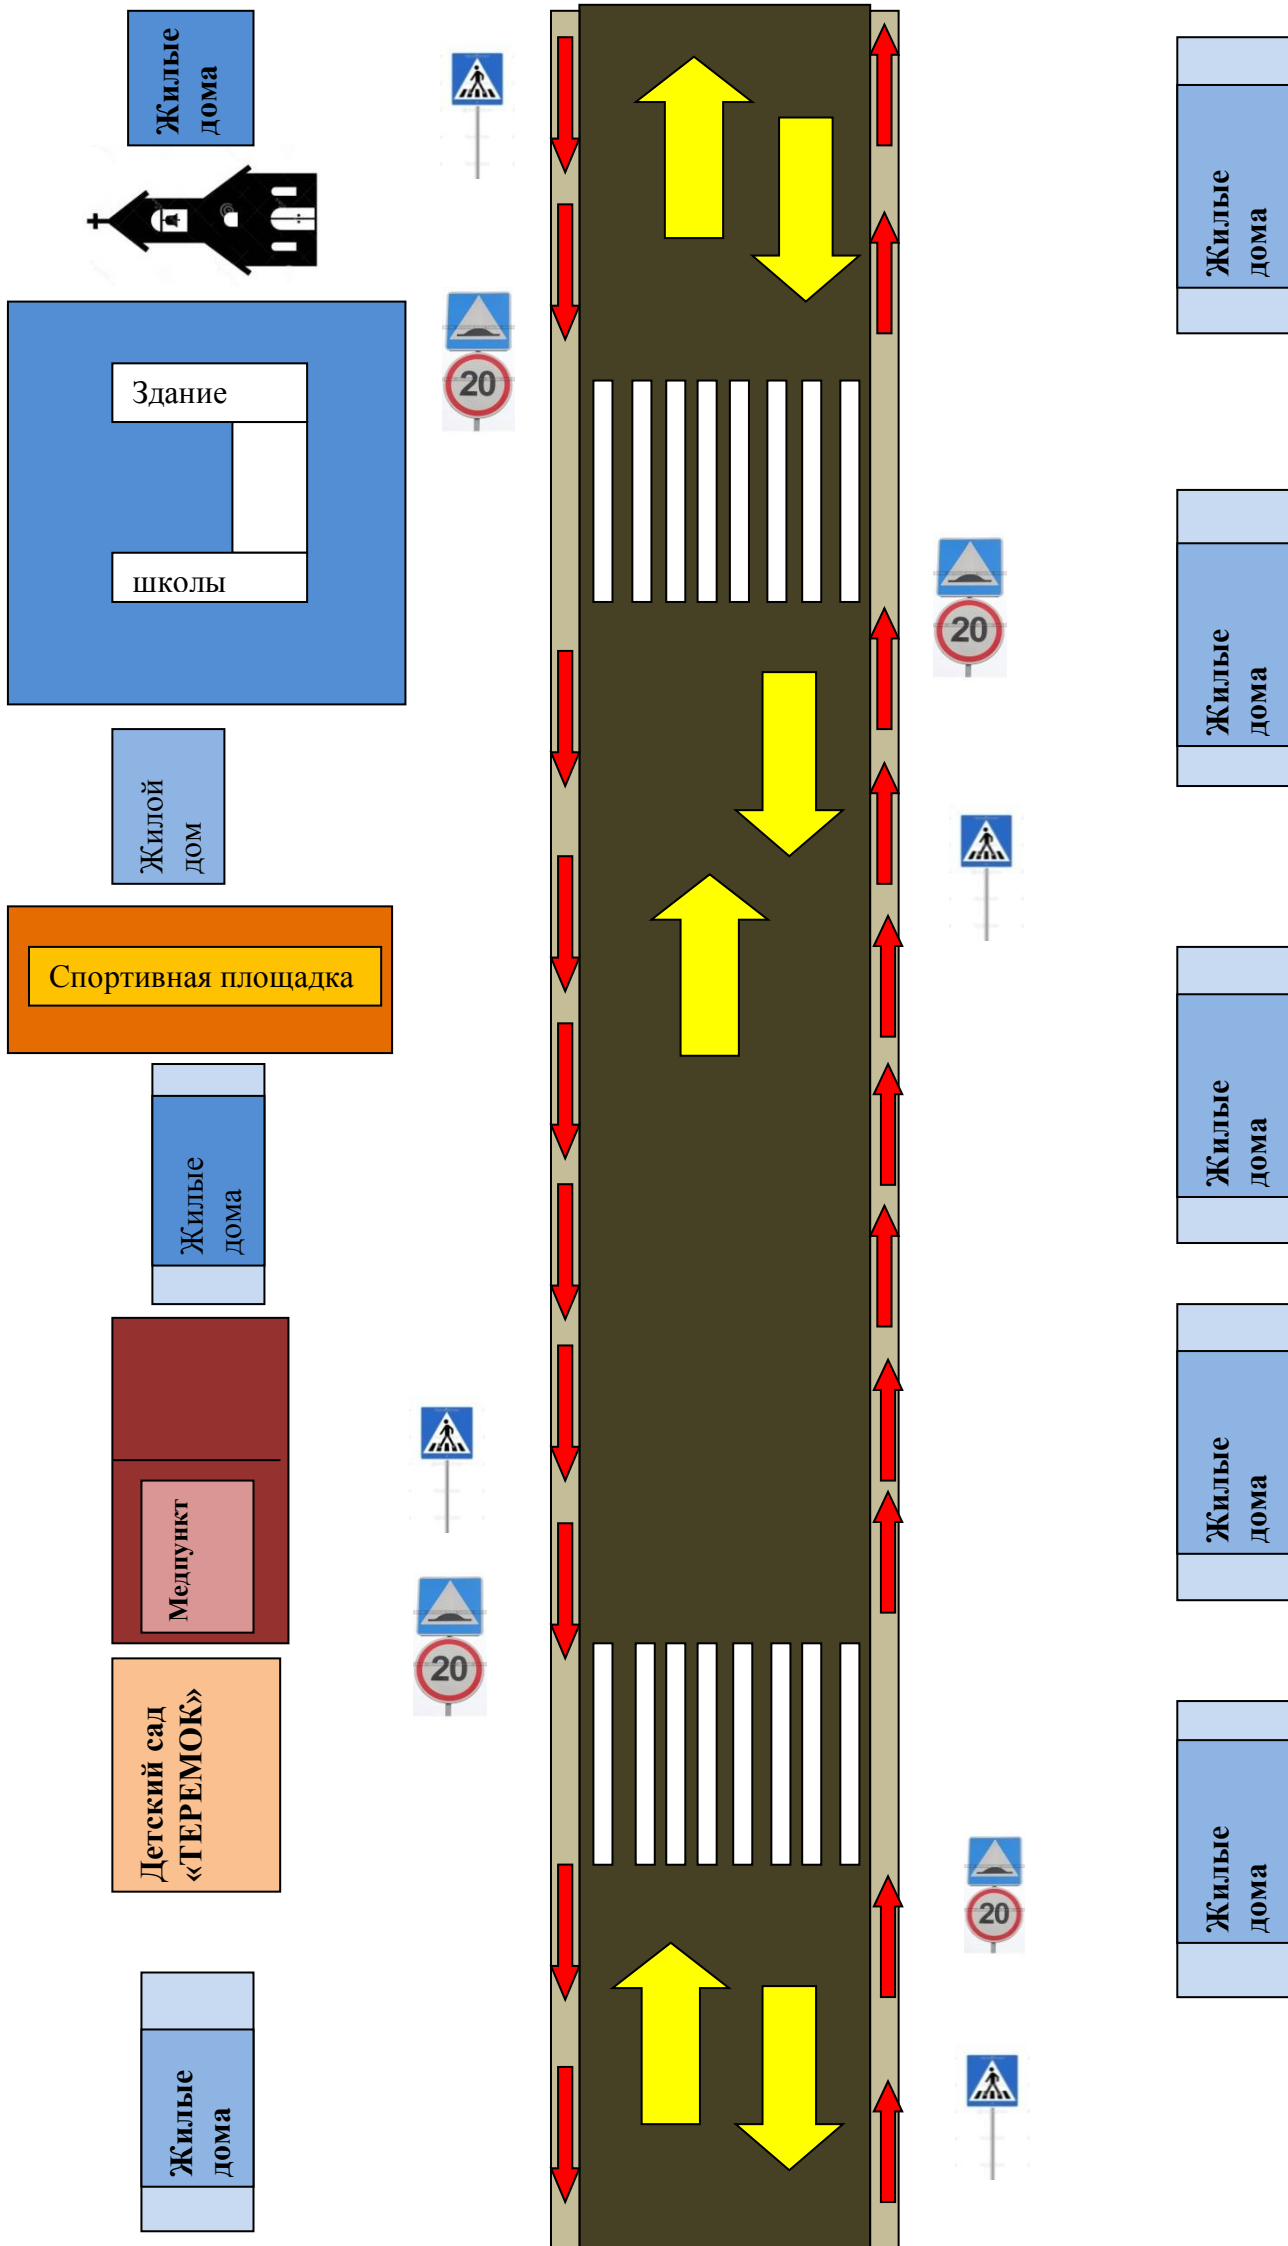 Жилые
дома
Жилые
дома
20
Здание
школы
20
Жилые
дома
Жилой
дом
Спортивная площадка
Жилые
дома
Жилые
дома
Жилые
дома
Медпункт
20
Детский сад
«ТЕРЕМОК»
Жилые
дома
20
Жилые
дома